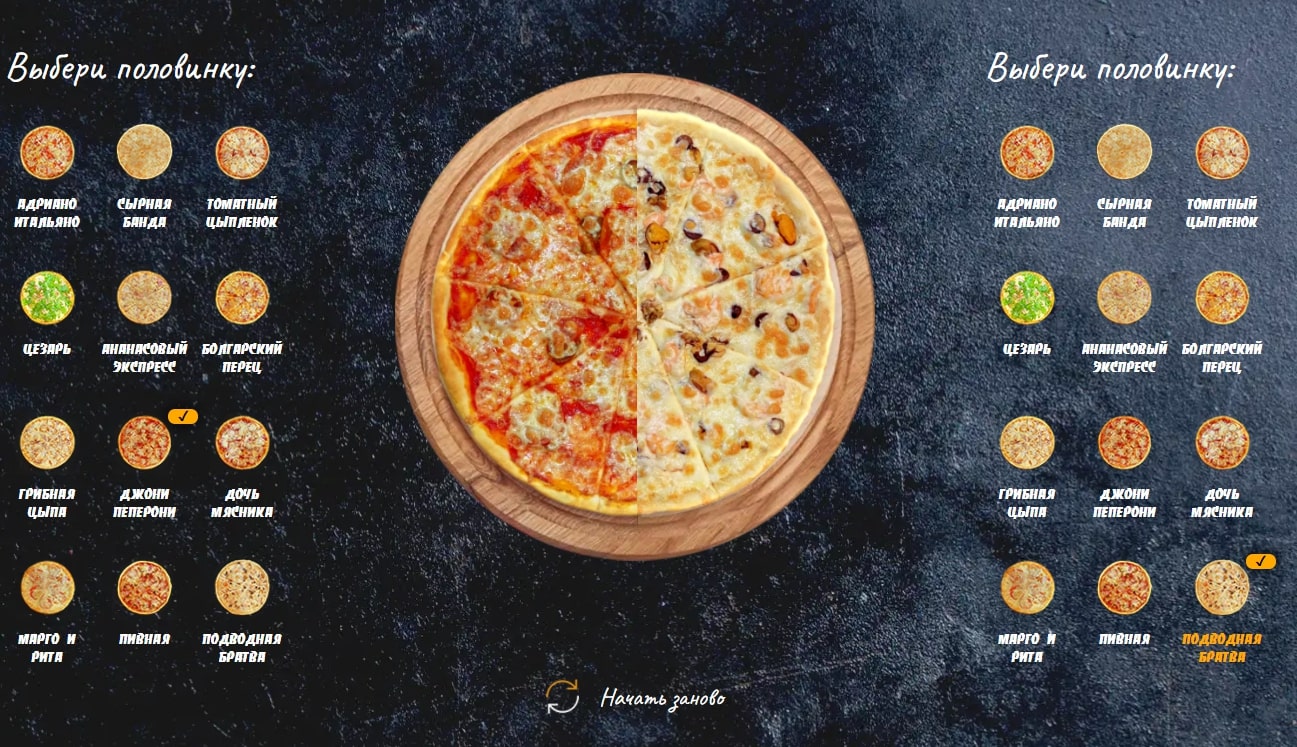 Выбери половинку:
АДРИАНО
ИТАЛЬЯНО
СЫРНАЯ
БАНДА
ТОМАТНЫЙ
ЦЫПЛЕНОК
ЦЕЗАРЬ
АНАНАСОВЫЙ
ЭКСПРЕСС
БОЛГАРСКИЙ
ПЕРЕЦ
ГРИБНАЯ
ЦЫПА
ДЖОНИ
ПЕПЕРОНИ
ДОЧЬ
МЯСНИКА
МАРГО И
РИТА
ПИВНАЯ
ПОДВОДНАЯ
БРАТВА
Выбери половинку:
АДРИАНО
ИТАЛЬЯНО
СЫРНАЯ
БАНДА
ТОМАТНЫЙ
ЦЫПЛЕНОК
ЦЕЗАРЬ
АНАНАСОВЫЙ
ЭКСПРЕСС
БОЛГАРСКИЙ
ПЕРЕЦ
ГРИБНАЯ
ЦЫПА
ДЖОНИ
ПЕПЕРОНИ
ДОЧЬ
МЯСНИКА
МАРГО И
РИТА
ПИВНАЯ
ПОДВОДНАЯ
БРАТВА
Начать заново